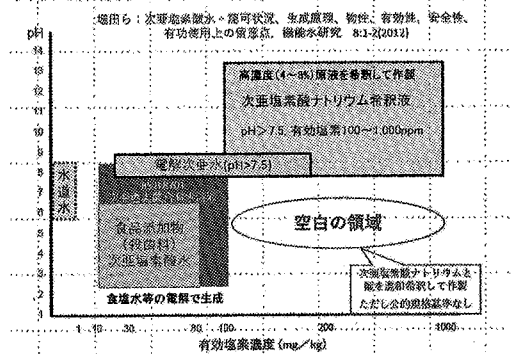 堀田ら：次亜塩素酸水・認可状況、生成原理、物性、有効性、安全性、
有効使用上の留意点. 機能水研究 8:1-2(2012)
pH
14
13
12
11
10
9
8
7
6
5
4
3
2
1
高濃度(4～6%)原液を希釈して作製
次亜塩素酸ナトリウム希釈液
pH＞7.5, 有効塩素100～1,000ppm
電解次亜水(pH>7.5)
水道水
食品添加物
(殺菌料)
次亜塩素酸水
食塩水等の電解で生成
空白の領域
次亜塩素酸ナトリウムと
酸を混和希釈して作製
ただし公的規格基準なし
1 10 30 80 100 200 1000
有効塩素濃度 (mg／kg)